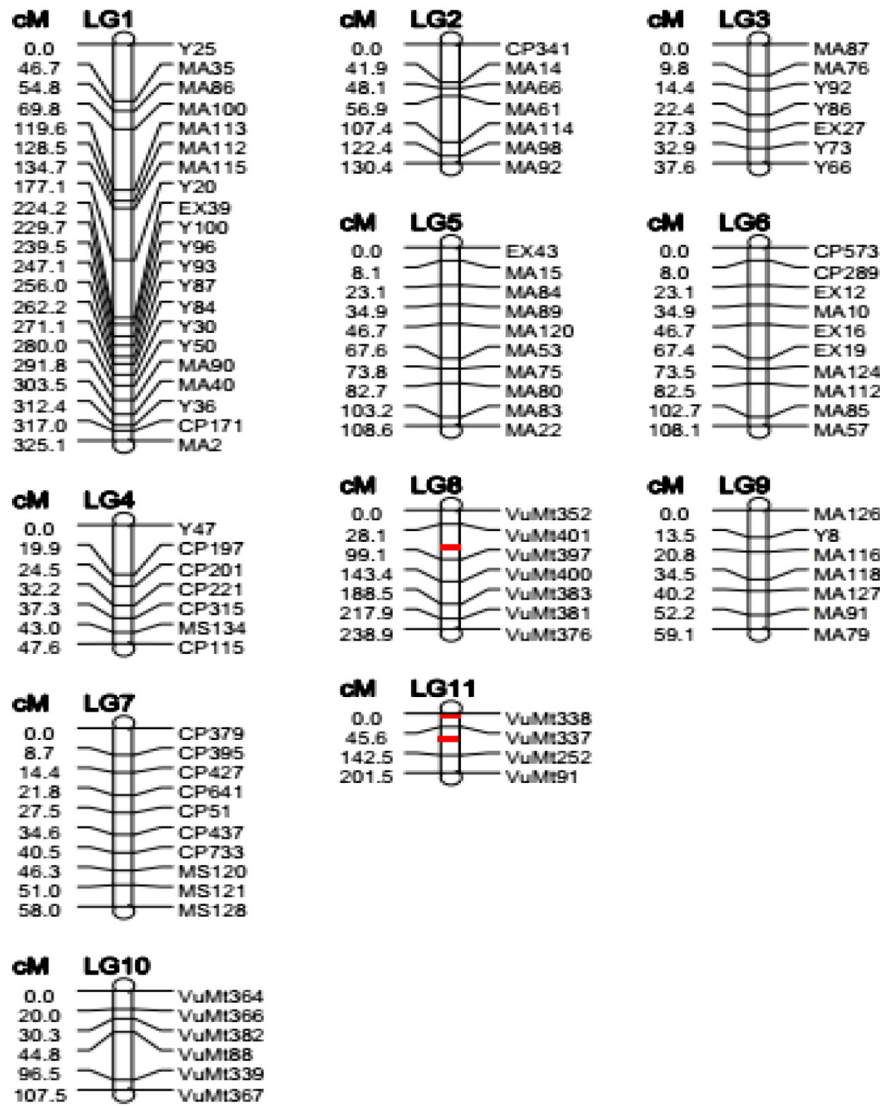 cM LG1
0.0 Y25
46.7 MA35
54.8 MA86
69.8 MA100
119.6 MA113
128.5 MA112
134.7 MA115
177.1 Y20
224.2 EX39
229.7 Y100
239.5 Y96
247.1 Y93
256.0 Y87
262.2 Y84
271.1 Y30
280.0 Y50
291.8 MA90
303.5 MA40
312.4 Y36
317.0 CP171
325.1 MA2
cM LG2
0.0 CP341
41.9 MA14
48.1 MA66
56.9 MA61
107.4 MA114
122.4 MA98
130.4 MA92
cM LG3
0.0 MA87
9.8 MA76
14.4 Y92
22.4 Y86
27.3 EX27
32.9 Y73
37.6 Y66
cM LG5
0.0 EX43
8.1 MA15
23.1 MA84
34.9 MA89
46.7 MA120
67.6 MA53
73.8 MA75
82.7 MA80
103.2 MA83
108.6 MA22
cM LG6
0.0 CP573
8.0 CP289
23.1 EX12
34.9 MA10
46.7 EX16
67.4 EX19
73.5 MA124
82.5 MA112
102.7 MA85
108.1 MA57
cM LG4
0.0 Y47
19.9 CP197
24.5 CP201
32.2 CP221
37.3 CP315
43.0 MS134
47.6 CP115
cM LG8
0.0 VuMt352
28.1 VuMt401
99.1 VuMt397
143.4 VuMt400
188.5 VuMt383
217.9 VuMt381
238.9 VuMt376
cM LG9
0.0 MA126
13.5 Y8
20.8 MA116
34.5 MA118
40.2 MA127
52.2 MA91
59.1 MA79
cM LG7
0.0 CP379
8.7 CP395
14.4 CP427
21.8 CP641
27.5 CP51
34.6 CP437
40.5 CP733
46.3 MS120
51.0 MS121
58.0 MS128
cM LG11
0.0 VuMt338
45.6 VuMt337
142.5 VuMt252
201.5 VuMt91
cM LG10
0.0 VuMt364
20.0 VuMt366
30.3 VuMt382
44.8 VuMt88
96.5 VuMt339
107.5 VuMt367